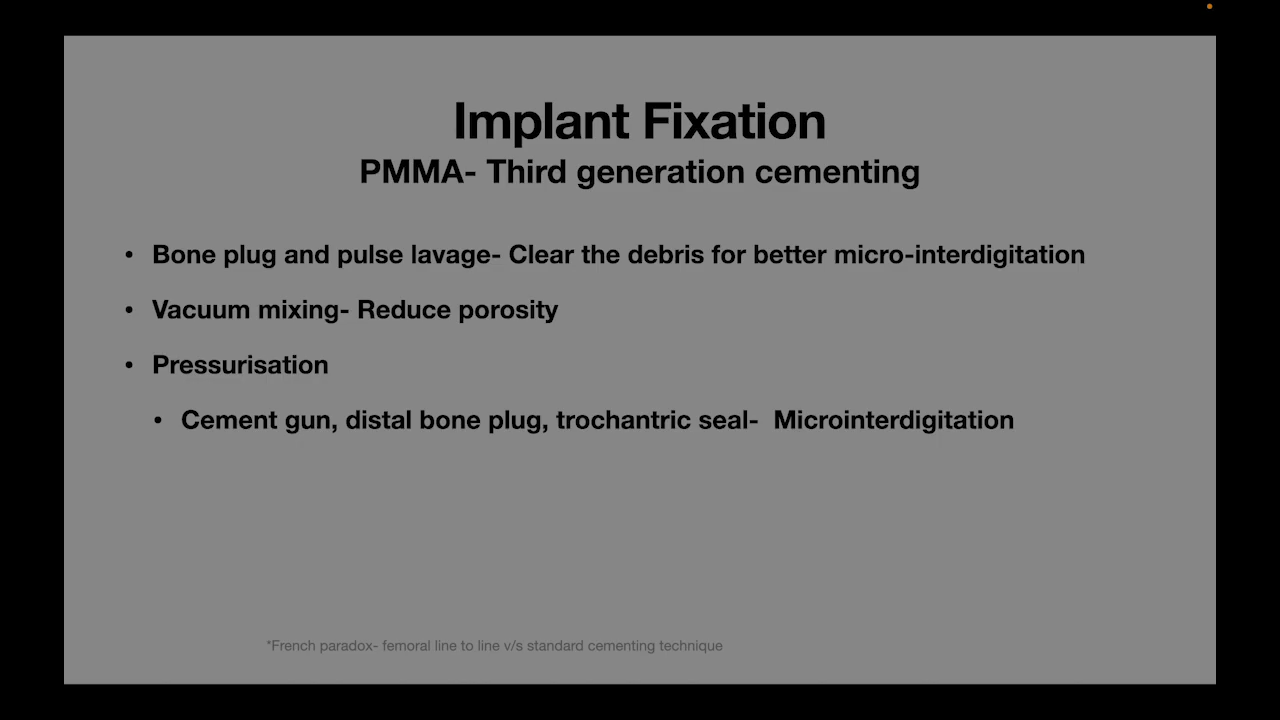 Implant Fixation
PMMA- Third generation cementing
• Bone plug and pulse lavage- Clear the debris for better micro-interdigitation
• Vacuum mixing- Reduce porosity
• Pressurisation
• Cement gun, distal bone plug, trochantric seal- Microinterdigitation
*French paradox- femoral line to line v/s standard cementing technique